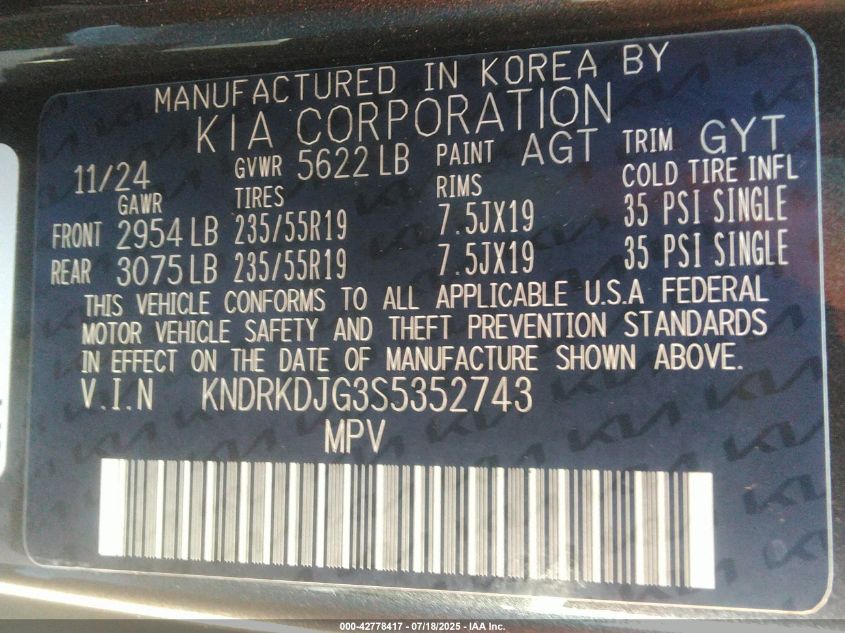 MANUFACTURED IN KOREA BY
KIA CORPORATION
11/24 GVWR 5622 LB PAINT AGT TRIM GYT
GAWR TIRES RIMS COLD TIRE INFL
FRONT 2954 LB 235/55R19 7.5JX19 35 PSI SINGLE
REAR 3075 LB 235/55R19 7.5JX19 35 PSI SINGLE
THIS VEHICLE CONFORMS TO ALL APPLICABLE U.S.A FEDERAL
MOTOR VEHICLE SAFETY AND THEFT PREVENTION STANDARDS
IN EFFECT ON THE DATE OF MANUFACTURE SHOWN ABOVE.
V.I.N KNDRKDJG3S5352743
MPV
000-42778417 - 07/18/2025 - IAA Inc.